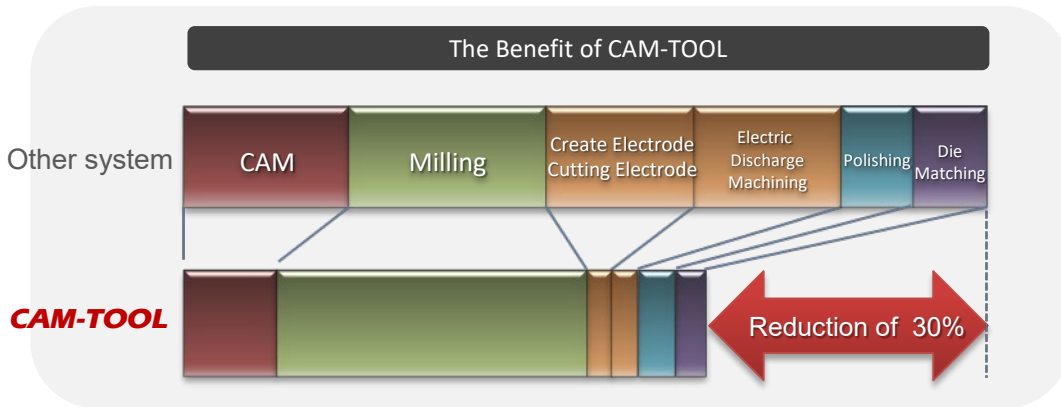 The Benefit of CAM-TOOL
Other system
CAM
Milling
Create Electrode
Cutting Electrode
Electric
Discharge
Machining
Polishing
Die
Matching
CAM-TOOL
Reduction of 30%